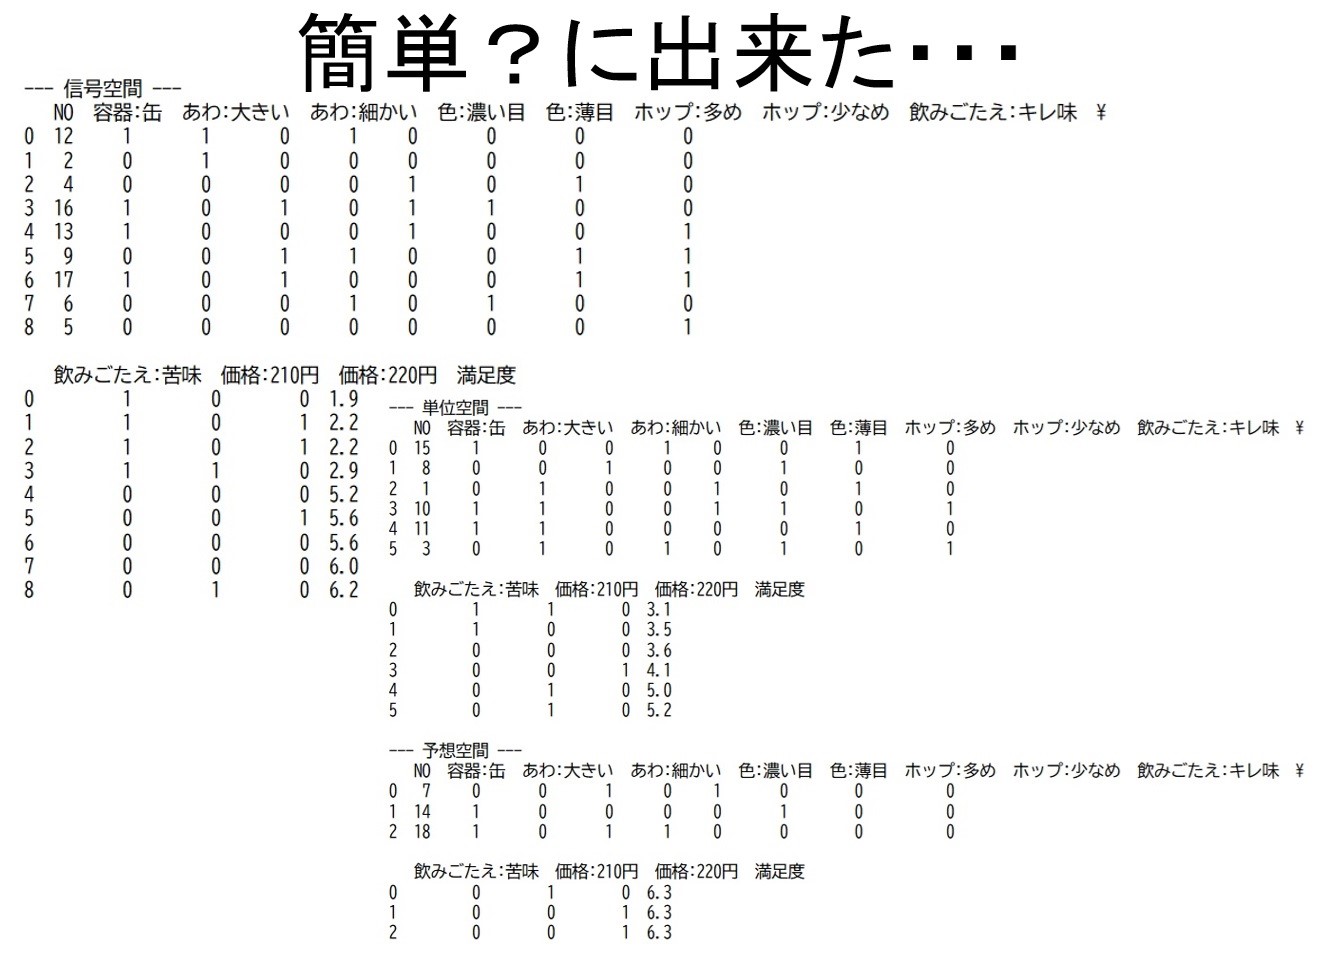 簡単？に出来た・・・
--- 信号空間 ---
NO 容器:缶 あわ:大きい あわ:細かい 色:濃い目 色:薄目 ホップ:多め ホップ:少なめ 飲みごたえ:キレ味 ¥
0 12 1 1 0 1 0 0 0 0
1 2 0 1 0 0 0 0 0 0
2 4 0 0 0 0 1 0 1 0
3 16 1 0 1 0 1 1 0 0
4 13 1 0 0 0 1 0 0 1
5 9 0 0 1 1 0 0 1 1
6 17 1 0 1 0 0 0 1 1
7 6 0 0 0 1 0 1 0 0
8 5 0 0 0 0 0 0 0 1
飲みごたえ:苦味 価格:210円 価格:220円 満足度
0 1 0 0 1.9
1 1 0 1 2.2
2 1 0 1 2.2
3 1 1 0 2.9
4 0 0 0 5.2
5 0 0 1 5.6
6 0 0 0 5.6
7 0 0 0 6.0
8 0 1 0 6.2
--- 単位空間 ---
NO 容器:缶 あわ:大きい あわ:細かい 色:濃い目 色:薄目 ホップ:多め ホップ:少なめ 飲みごたえ:キレ味 ¥
0 15 1 0 0 1 0 0 1 0
1 8 0 0 1 0 0 1 0 0
2 1 0 1 0 0 1 0 1 0
3 10 1 1 0 0 1 1 0 1
4 11 1 1 0 0 0 0 1 0
5 3 0 1 0 1 0 1 0 1
飲みごたえ:苦味 価格:210円 価格:220円 満足度
0 1 1 0 3.1
1 1 0 0 3.5
2 0 0 0 3.6
3 0 0 1 4.1
4 0 1 0 5.0
5 0 1 0 5.2
--- 予想空間 ---
NO 容器:缶 あわ:大きい あわ:細かい 色:濃い目 色:薄目 ホップ:多め ホップ:少なめ 飲みごたえ:キレ味 ¥
0 7 0 0 1 0 1 0 0 0
1 14 1 0 0 0 0 1 0 0
2 18 1 0 1 1 0 0 0 0
飲みごたえ:苦味 価格:210円 価格:220円 満足度
0 0 1 0 6.3
1 0 0 1 6.3
2 0 0 1 6.3